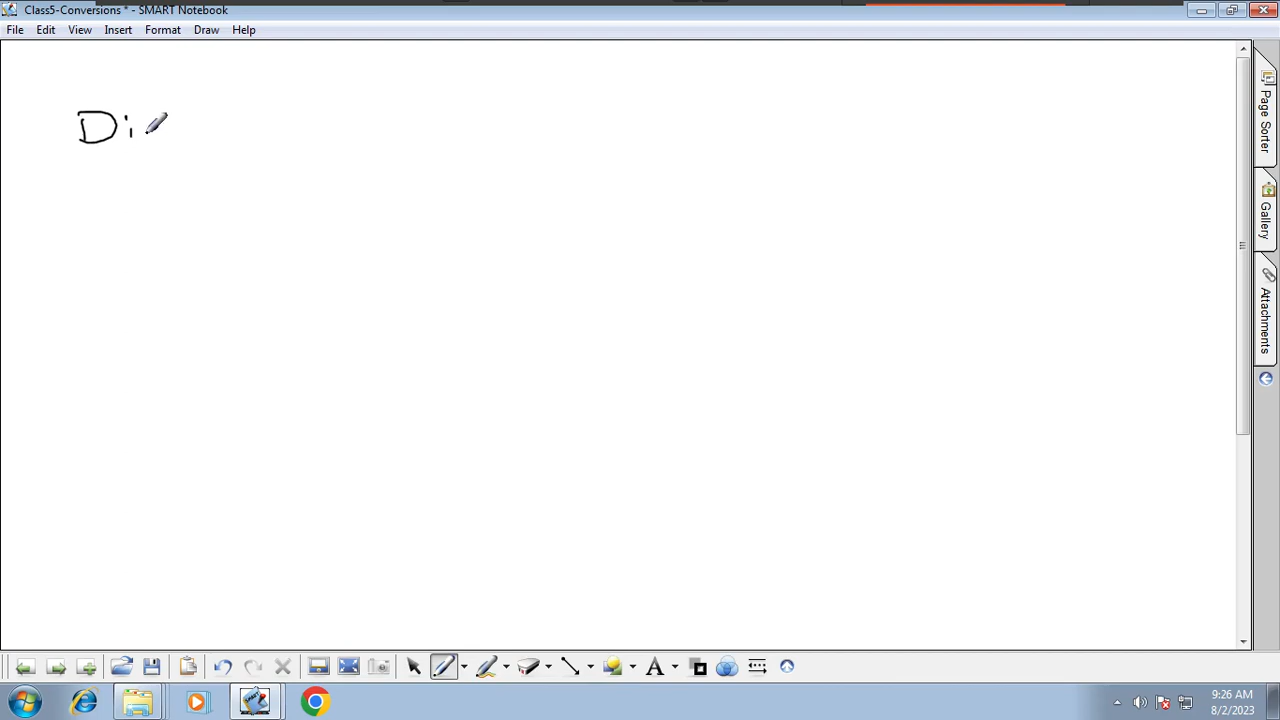 Class5-Conversions * - SMART Notebook
File Edit View Insert Format Draw Help
Di
Page Sorter
Gallery
Attachments
A
9:26 AM
8/2/2023